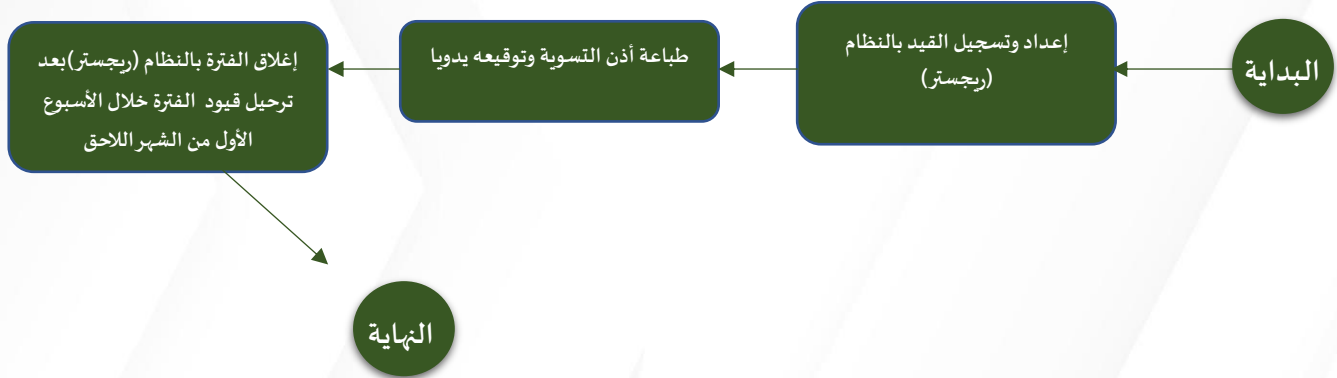 البداية
إعداد وتسجيل القيد بالنظام
(ريجستر)
طباعة أذن التسوية وتوقيعه يدويا
إغلاق الفترة بالنظام (ريجستر)بعد
ترحيل قيود الفترة خلال الأسبوع
الأول من الشهر اللاحق
النهاية